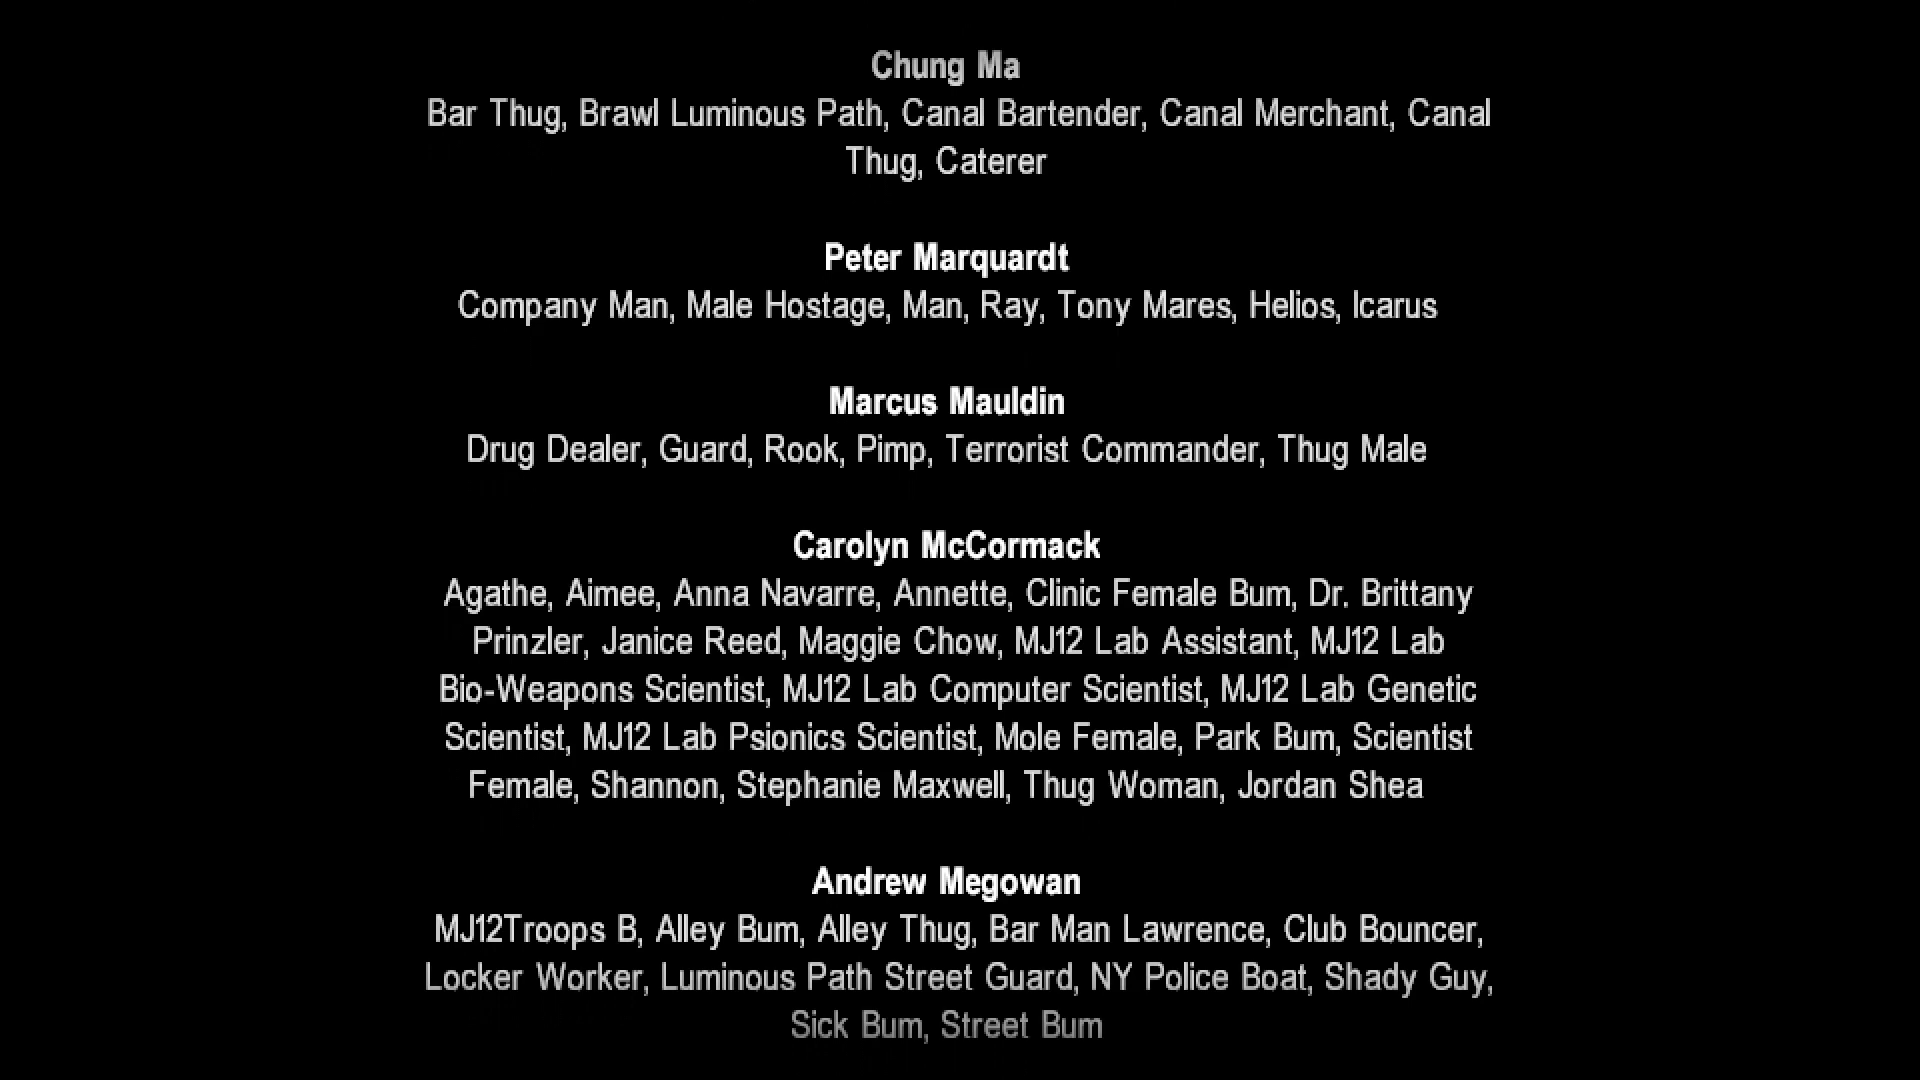 Chung Ma
Bar Thug, Brawl Luminous Path, Canal Bartender, Canal Merchant, Canal
Thug, Caterer
Peter Marquardt
Company Man, Male Hostage, Man, Ray, Tony Mares, Helios, Icarus
Marcus Mauldin
Drug Dealer, Guard, Rook, Pimp, Terrorist Commander, Thug Male
Carolyn McCormack
Agathe, Aimee, Anna Navarre, Annette, Clinic Female Bum, Dr. Brittany
Prinzler, Janice Reed, Maggie Chow, MJ12 Lab Assistant, MJ12 Lab
Bio-Weapons Scientist, MJ12 Lab Computer Scientist, MJ12 Lab Genetic
Scientist, MJ12 Lab Psionics Scientist, Mole Female, Park Bum, Scientist
Female, Shannon, Stephanie Maxwell, Thug Woman, Jordan Shea
Andrew Megowan
MJ12Troops B, Alley Bum, Alley Thug, Bar Man Lawrence, Club Bouncer,
Locker Worker, Luminous Path Street Guard, NY Police Boat, Shady Guy,
Sick Bum, Street Bum